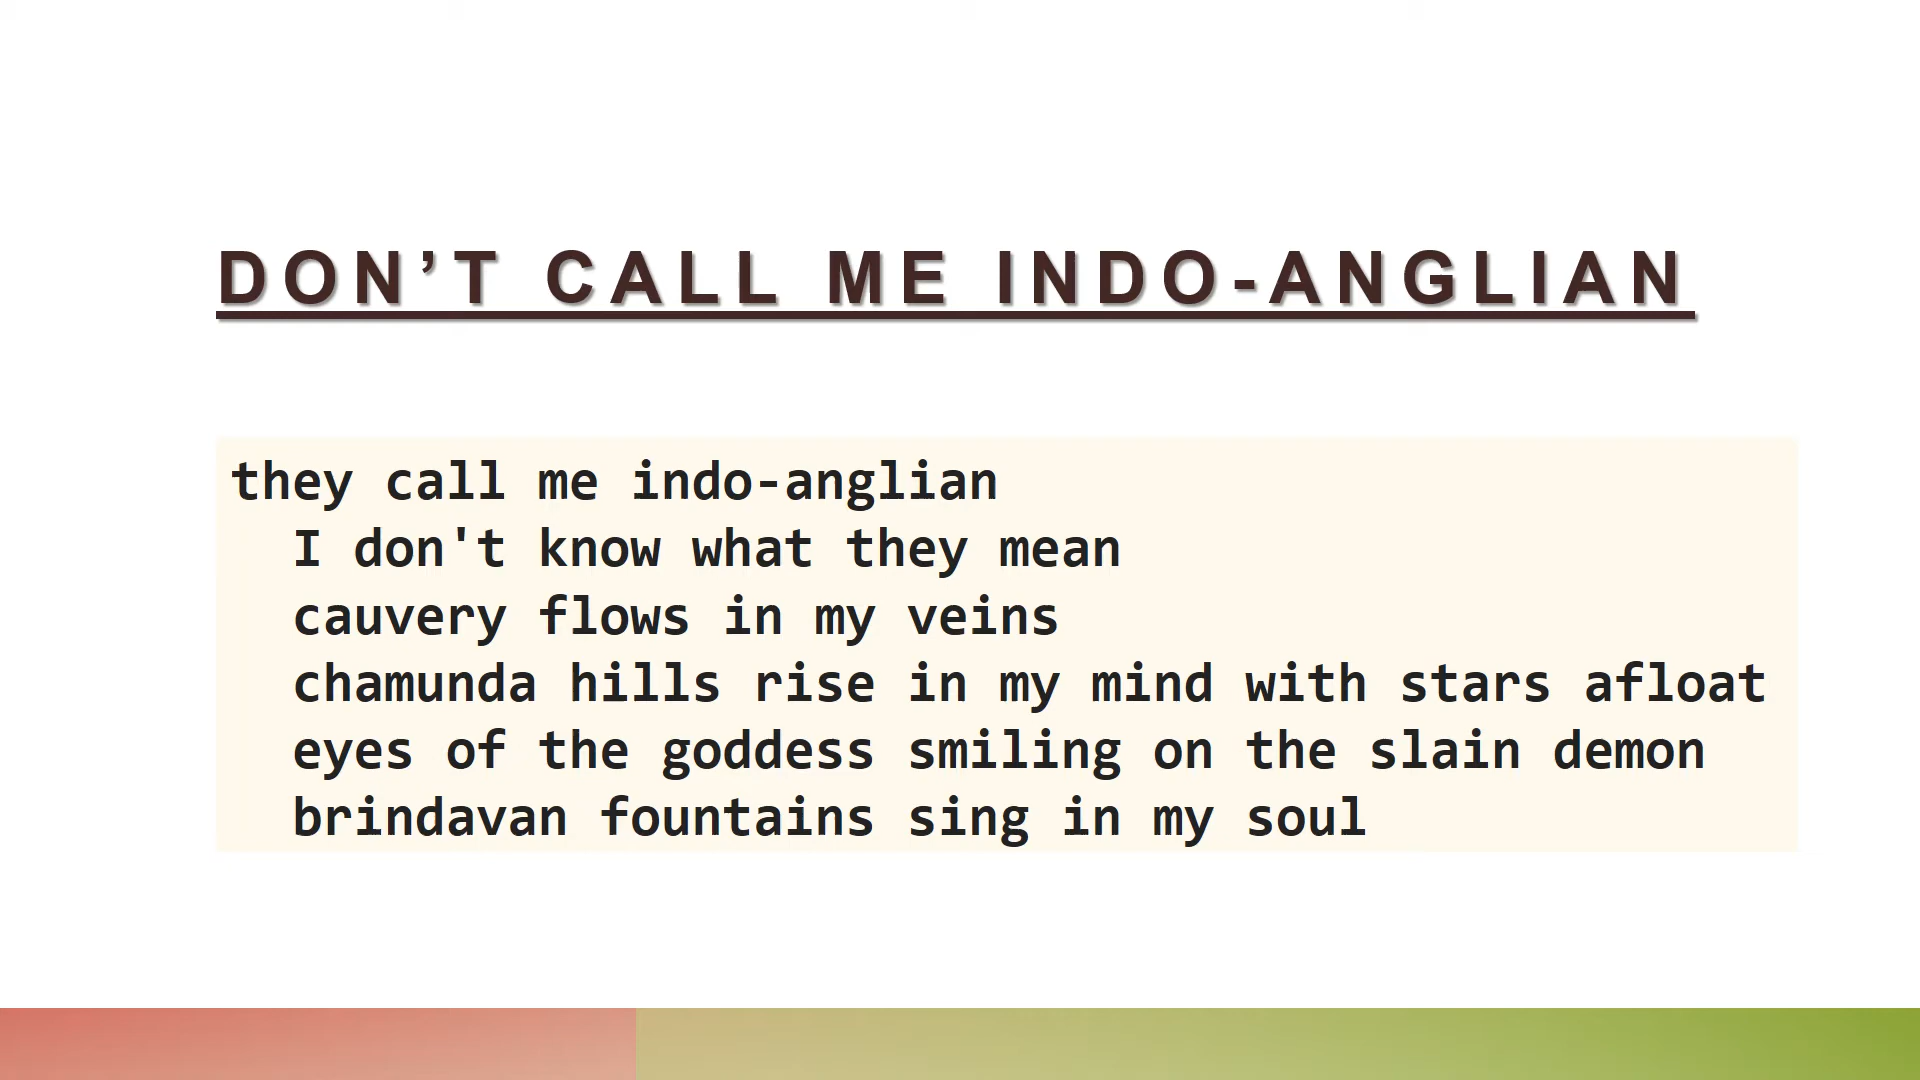 DON’T CALL ME INDO-ANGLIAN
they call me indo-anglian
I don't know what they mean
cauvery flows in my veins
chamunda hills rise in my mind with stars afloat
eyes of the goddess smiling on the slain demon
brindavan fountains sing in my soul